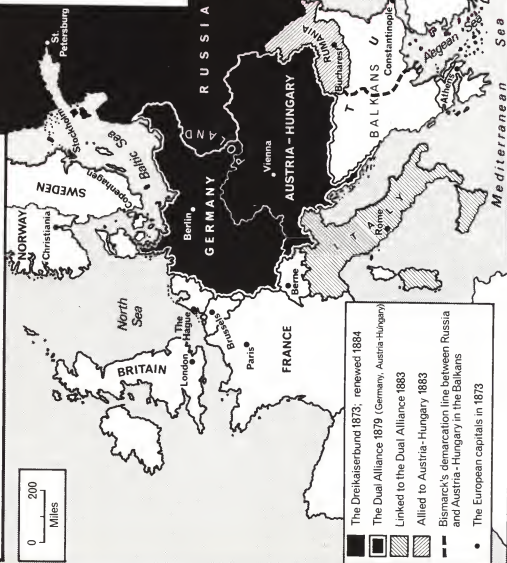 St.
Petersburg
RUSSIA
NORWAY
Christiania
SWEDEN
Stockholm
Copenhagen
Baltic Sea
North
Sea
BRITAIN
London
The
Hague
Brussels
Berlin
GERMANY
POLAND
Paris
FRANCE
Berne
Vienna
AUSTRIA-HUNGARY
ITALY
Rome
RUMANIA
Bucharest
BALKANS
T U
Constantinople
Aegean Sea
Athens
Mediterranean Sea
0 200
Miles
The Dreikaiserbund 1873; renewed 1884
The Dual Alliance 1879 (Germany, Austria-Hungary)
Linked to the Dual Alliance 1883
Allied to Austria-Hungary 1883
Bismarck's demarcation line between Russia
and Austria-Hungary in the Balkans
The European capitals in 1873